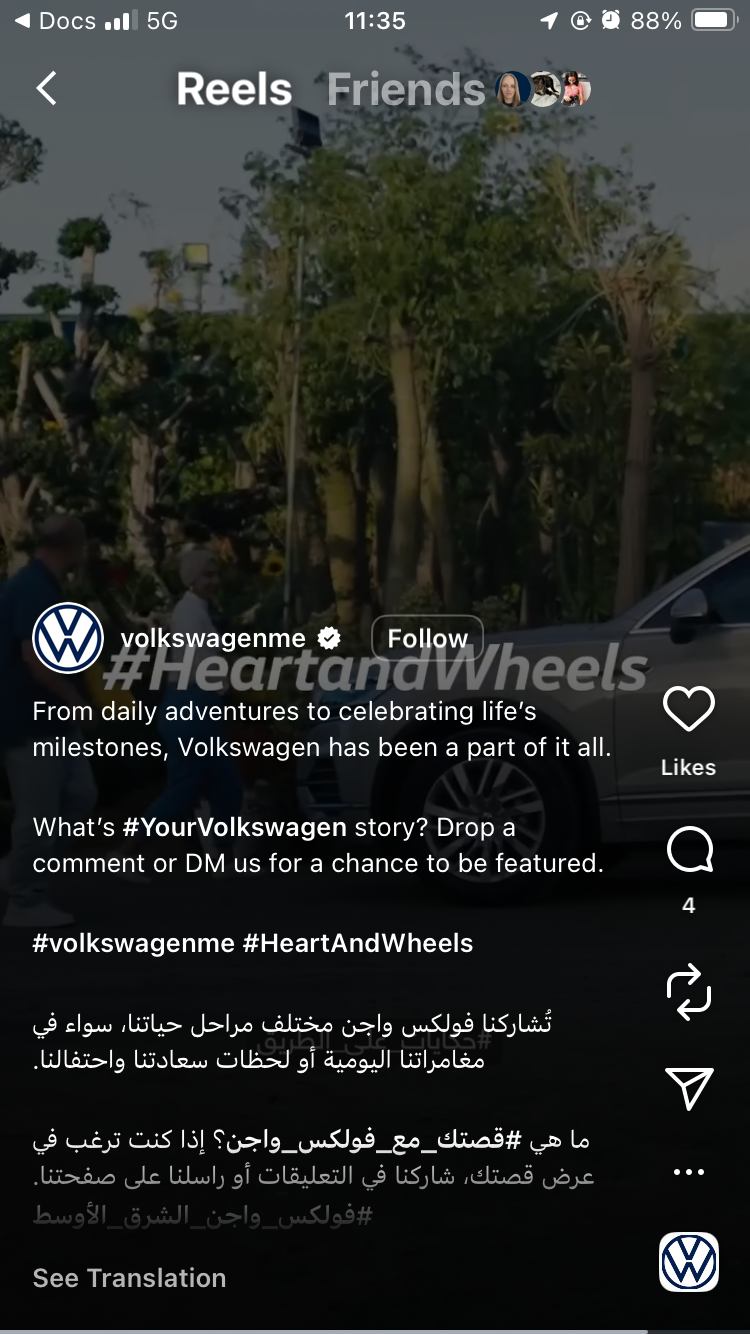 Docs 5G 11:35 88%
Reels Friends
volkswagenme Follow
#HeartandWheels
From daily adventures to celebrating life’s
milestones, Volkswagen has been a part of it all.
What’s #YourVolkswagen story? Drop a
comment or DM us for a chance to be featured.
#volkswagenme #HeartAndWheels
Likes
4
تُشاركنا فولكس واجن مختلف مراحل حياتنا، سواء في
#حكايات_على_الطريق
مغامراتنا اليومية أو لحظات سعادتنا واحتفالنا.
ما هي #قصتك_مع_فولكس_واجن؟ إذا كنت ترغب في
عرض قصتك، شاركنا في التعليقات أو راسلنا على صفحتنا.
#فولكس_واجن_الشرق_الأوسط
See Translation